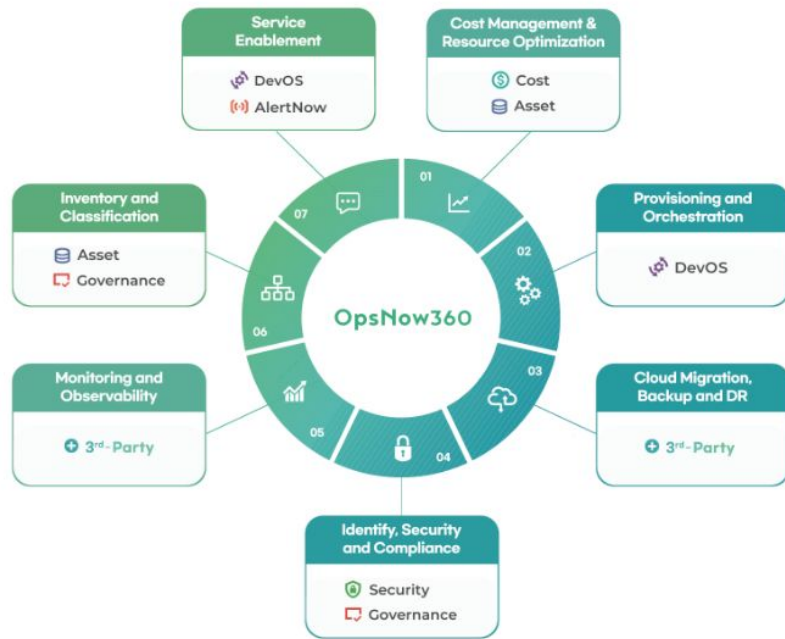 Service
Enablement
DevOS
AlertNow
Cost Management &
Resource Optimization
Cost
Asset
Inventory and
Classification
Asset
Governance
Provisioning and
Orchestration
DevOS
Monitoring and
Observability
3rd-Party
Cloud Migration,
Backup and DR
3rd-Party
Identify, Security
and Compliance
Security
Governance
OpsNow360
01
02
03
04
05
06
07